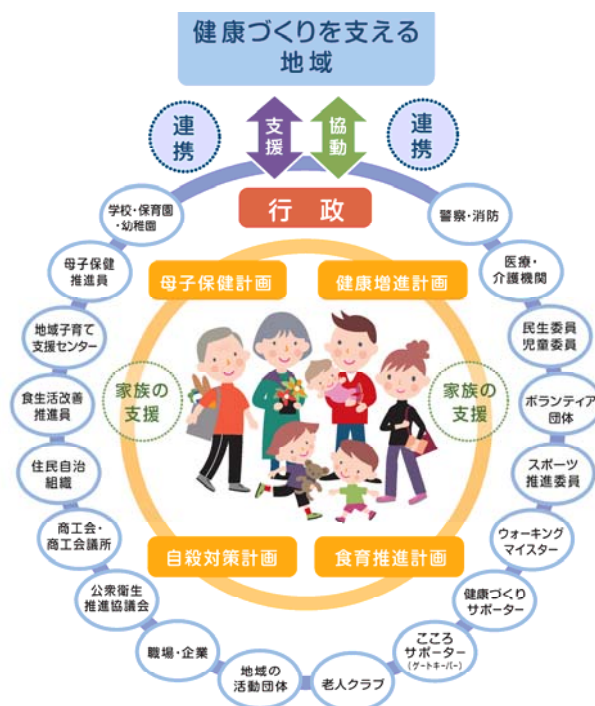 健康づくりを支える
地域
連
携
支
援
協
働
連
携
行 政
学校・保育園
・幼稚園
警察・消防
母子保健
推進員
医療・
介護機関
母子保健計画
健康増進計画
地域子育て
支援センター
民生委員
児童委員
家族の
支援
家族の
支援
食生活改善
推進員
ボランティア
団体
住民自治
組織
スポーツ
推進委員
商工会・
商工会議所
ウォーキング
マイスター
自殺対策計画
食育推進計画
公衆衛生
推進協議会
健康づくり
サポーター
職場・企業
こころ
サポーター
(ゲートキーパー)
地域の
活動団体
老人クラブ